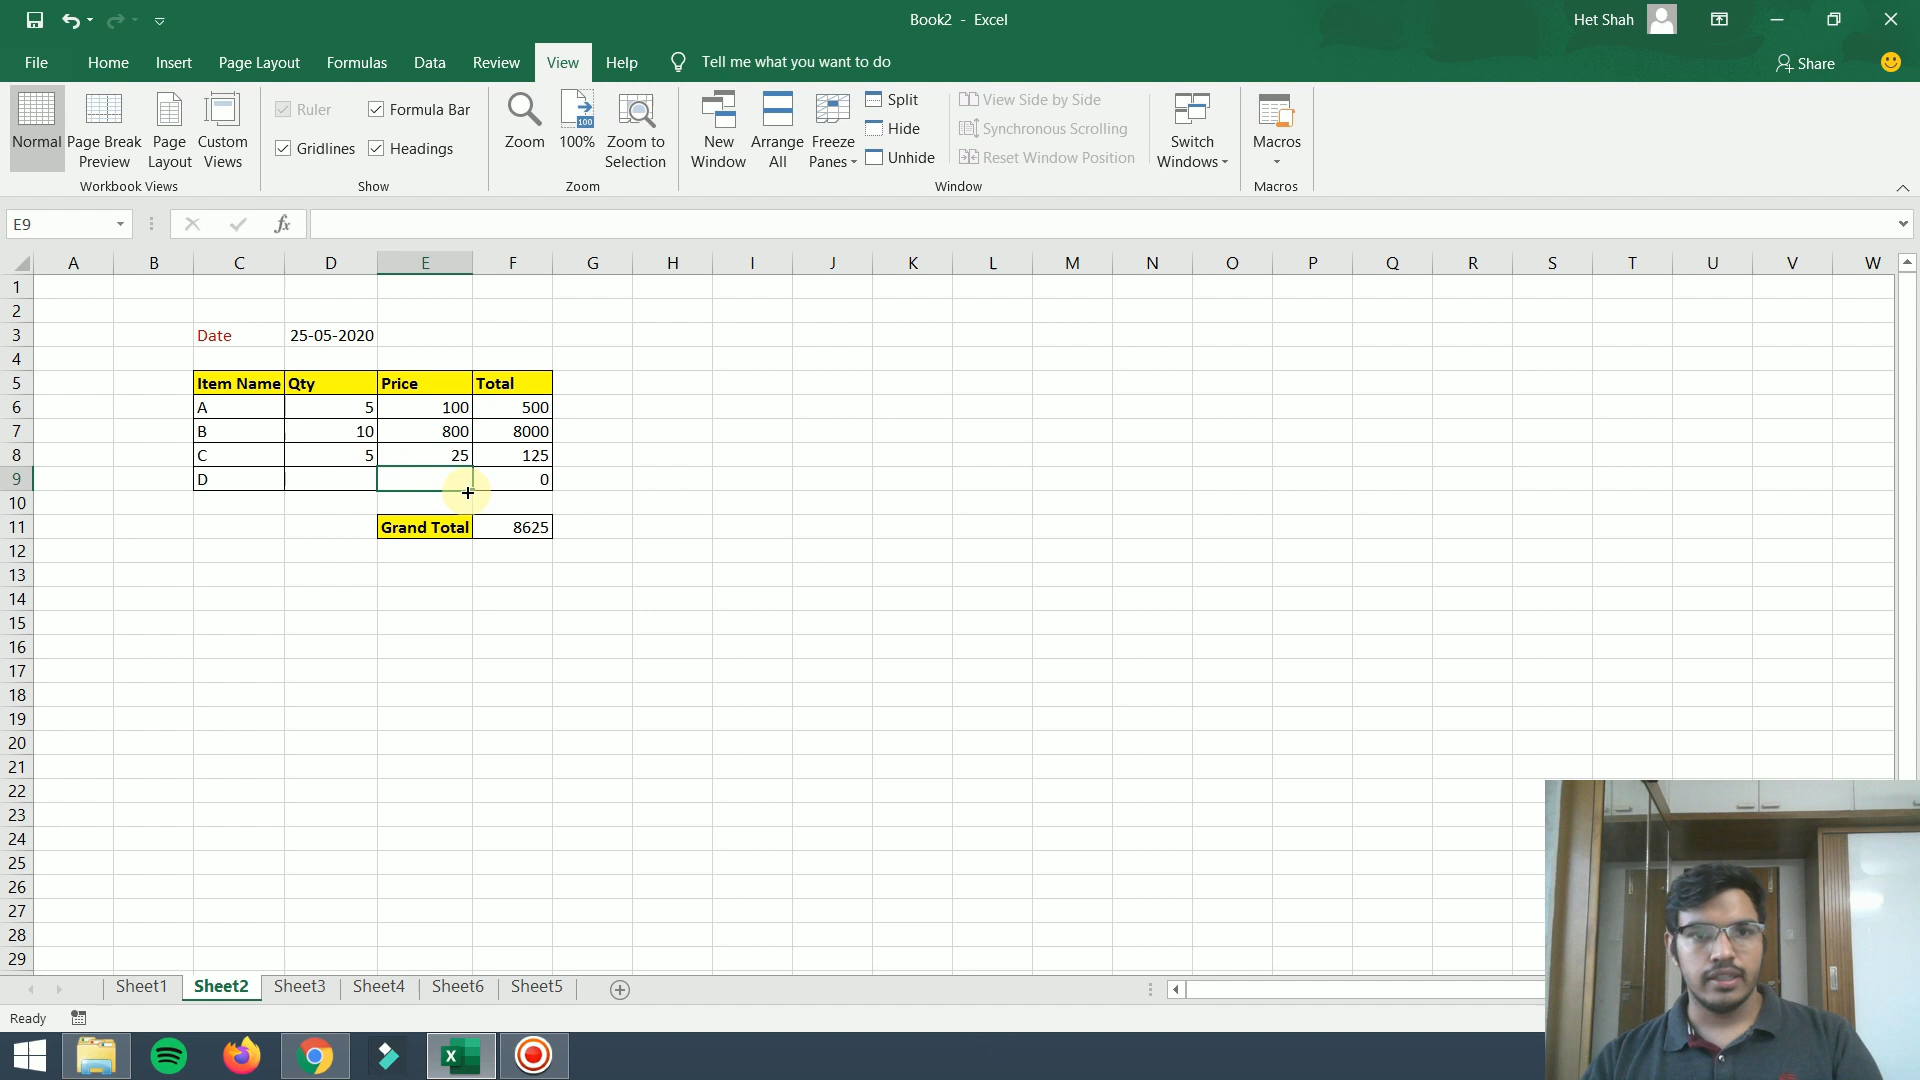 Book2 - Excel
Het Shah
File Home Insert Page Layout Formulas Data Review View Help Tell me what you want to do Share
Normal Page Break Preview Page Layout Custom Views
Workbook Views
Ruler Formula Bar
Gridlines Headings
Show
Zoom 100% Zoom to Selection
100
Zoom
New Window Arrange All Freeze Panes
Split
Hide
Unhide
View Side by Side
Synchronous Scrolling
Reset Window Position
Switch Windows
Window
Macros
Macros
E9 fx
A B C D E F G H I J K L M N O P Q R S T U V W
1
2
3 Date 25-05-2020
4
5 Item Name Qty Price Total
6 A 5 100 500
7 B 10 800 8000
8 C 5 25 125
9 D 0
10
11 Grand Total 8625
12
13
14
15
16
17
18
19
20
21
22
23
24
25
26
27
28
29
Sheet1 Sheet2 Sheet3 Sheet4 Sheet6 Sheet5
Ready